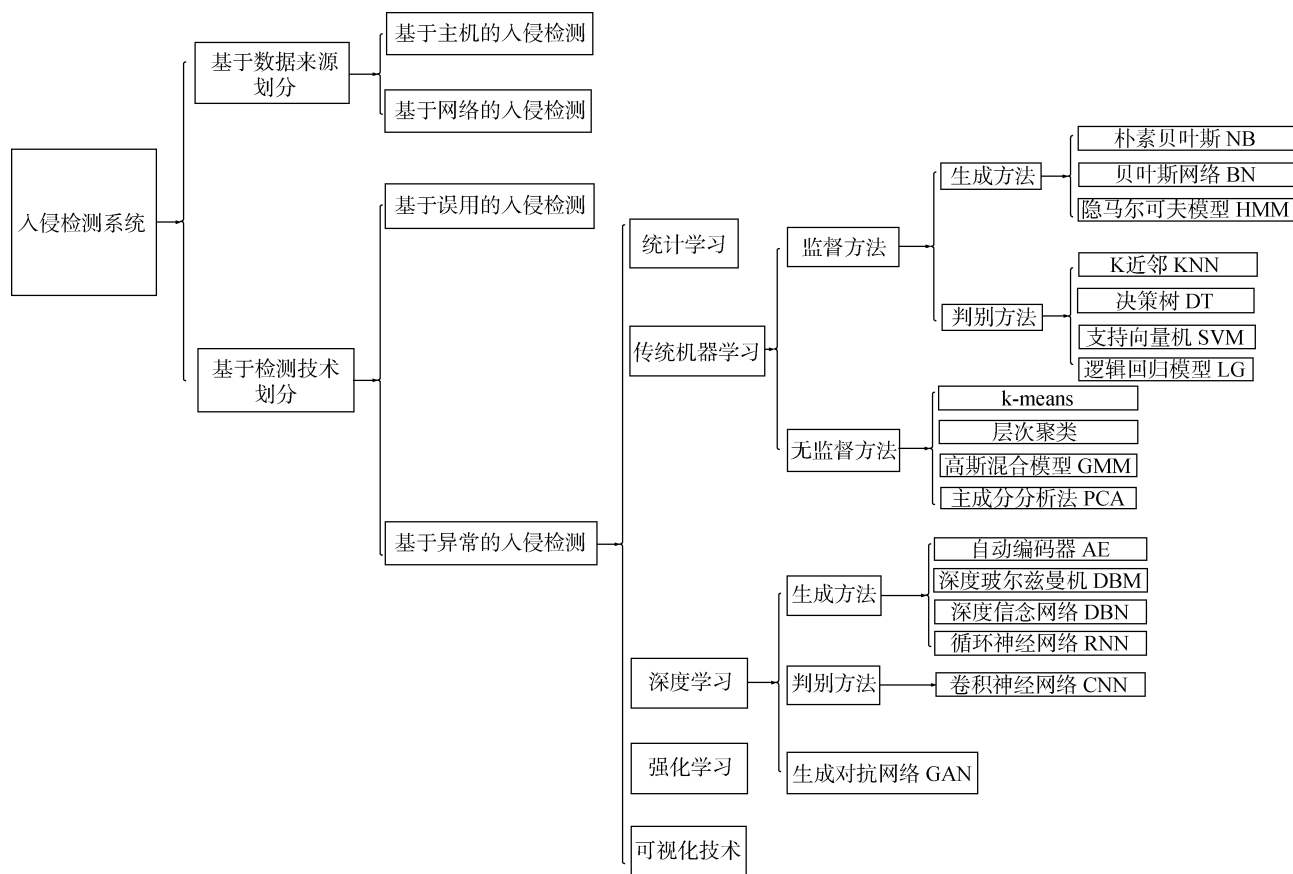 入侵检测系统
基于数据来源
划分
基于主机的入侵检测
基于网络的入侵检测
基于检测技术
划分
基于误用的入侵检测
基于异常的入侵检测
统计学习
传统机器学习
监督方法
生成方法
朴素贝叶斯 NB
贝叶斯网络 BN
隐马尔可夫模型 HMM
判别方法
K近邻 KNN
决策树 DT
支持向量机 SVM
逻辑回归模型 LG
无监督方法
k-means
层次聚类
高斯混合模型 GMM
主成分分析法 PCA
深度学习
生成方法
自动编码器 AE
深度玻尔兹曼机 DBM
深度信念网络 DBN
循环神经网络 RNN
判别方法
卷积神经网络 CNN
生成对抗网络 GAN
强化学习
可视化技术